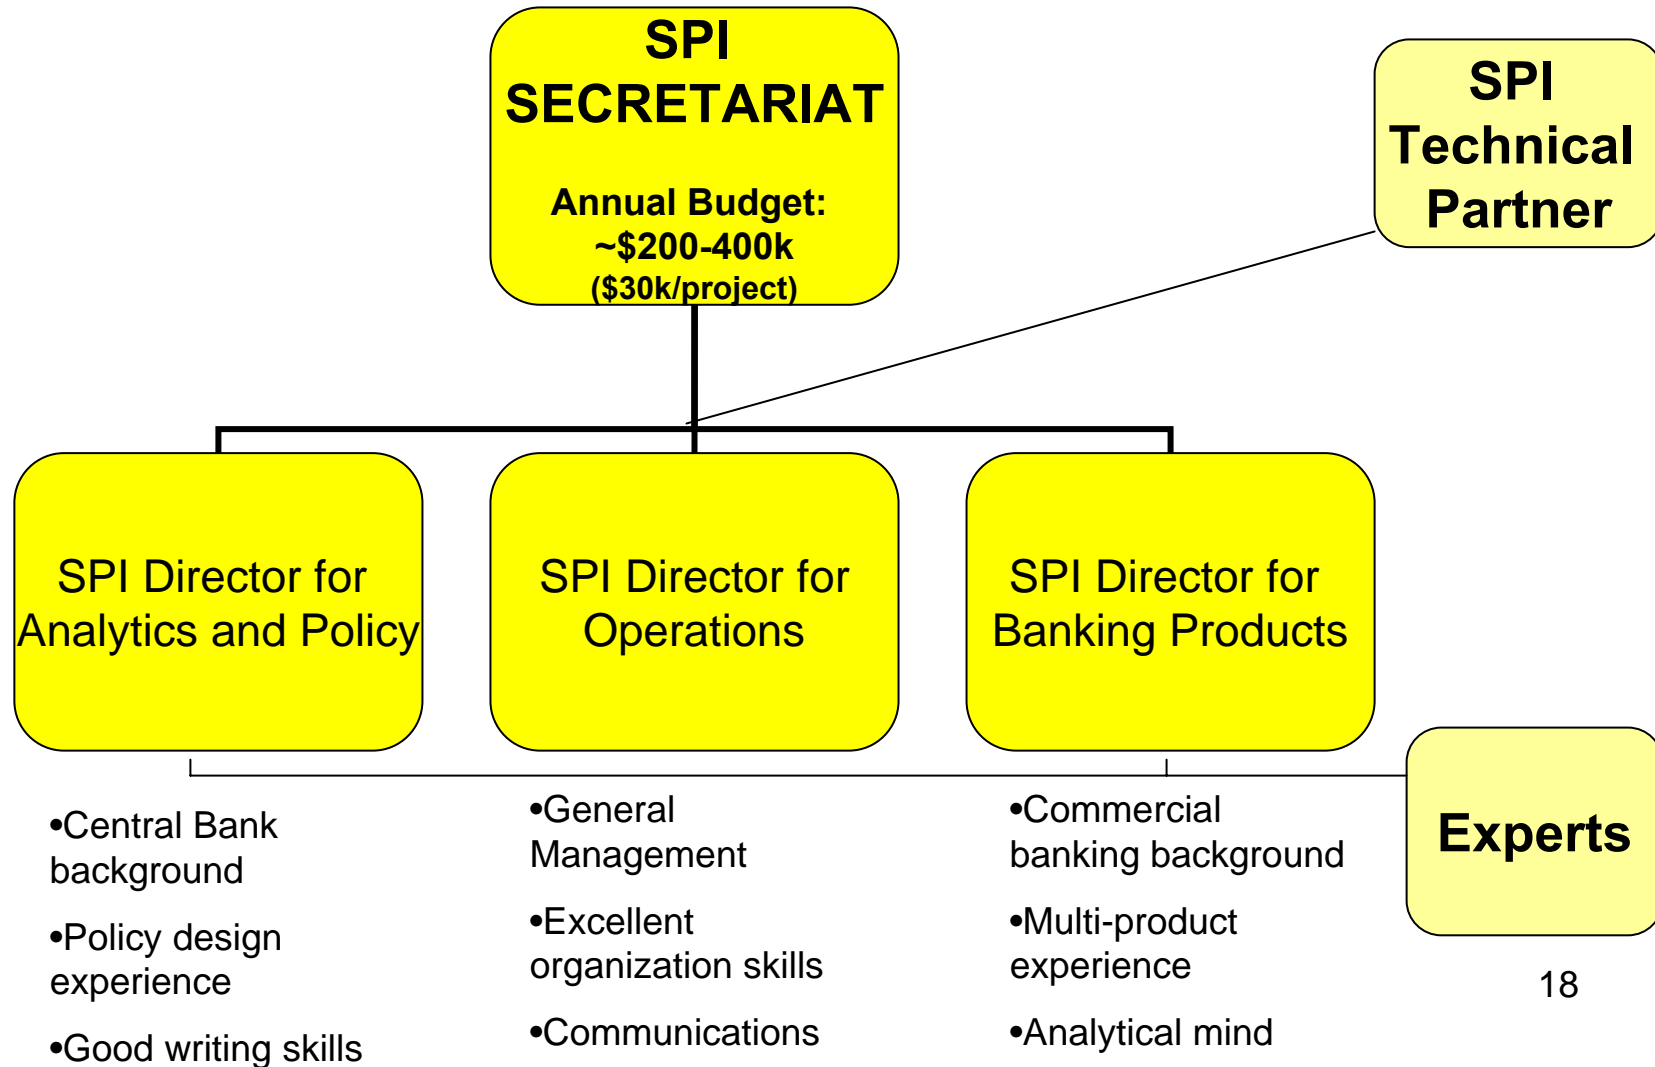 SPI
SECRETARIAT
Annual Budget:
~$200-400k
($30k/project)
SPI
Technical
Partner
SPI Director for
Analytics and Policy
SPI Director for
Operations
SPI Director for
Banking Products
•Central Bank
background
•Policy design
experience
•Good writing skills
•General
Management
•Excellent
organization skills
•Communications
•Commercial
banking background
•Multi-product
experience
•Analytical mind
Experts
18